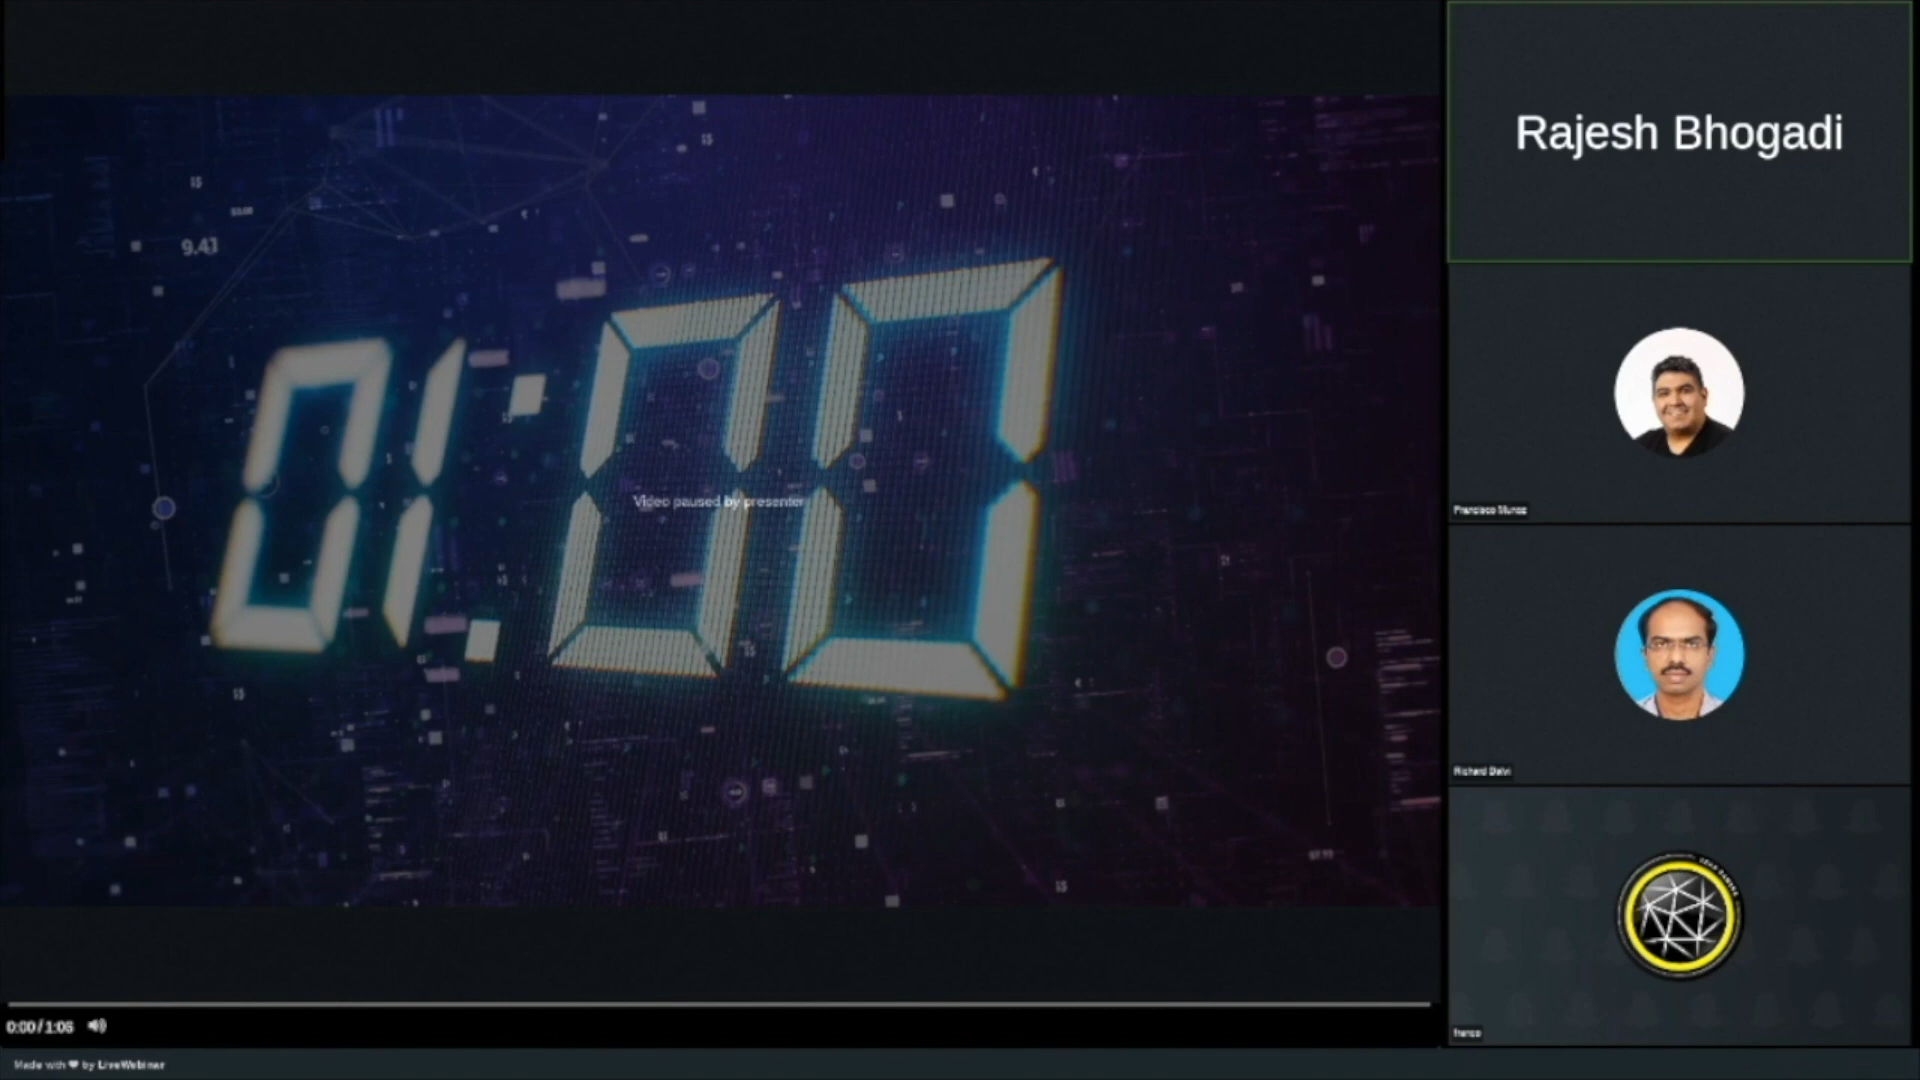 Rajesh Bhogadi
9.41
01:00
Video paused by presenter
Francisco Munoz
Richard Dalvi
franco
0:00 / 1:06
Made with ❤ by LiveWebinar